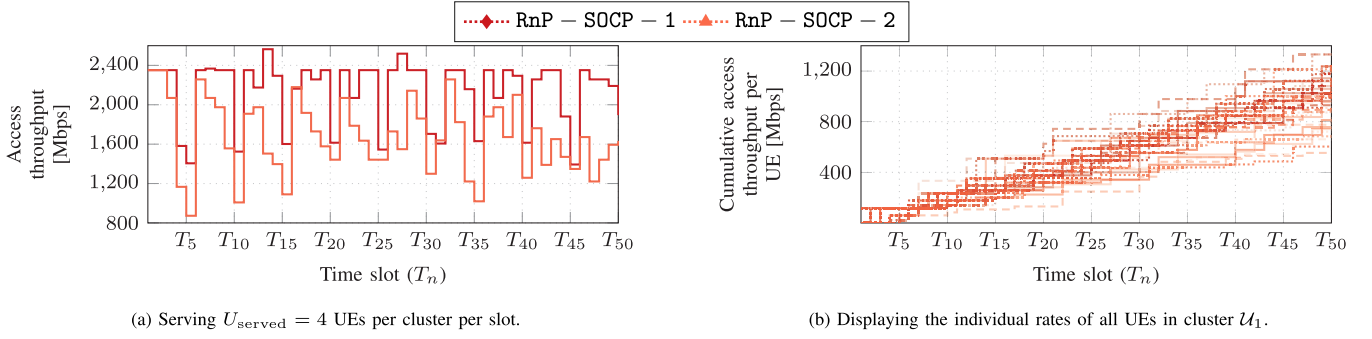 RnP − SOCP − 1 RnP − SOCP − 2
Access
throughput
[Mbps]
2,400
2,000
1,600
1,200
800
T5 T10 T15 T20 T25 T30 T35 T40 T45 T50
Time slot (Tn)
(a) Serving Userved = 4 UEs per cluster per slot.
Cumulative access
throughput per
UE [Mbps]
1,200
800
400
T5 T10 T15 T20 T25 T30 T35 T40 T45 T50
Time slot (Tn)
(b) Displaying the individual rates of all UEs in cluster U1.